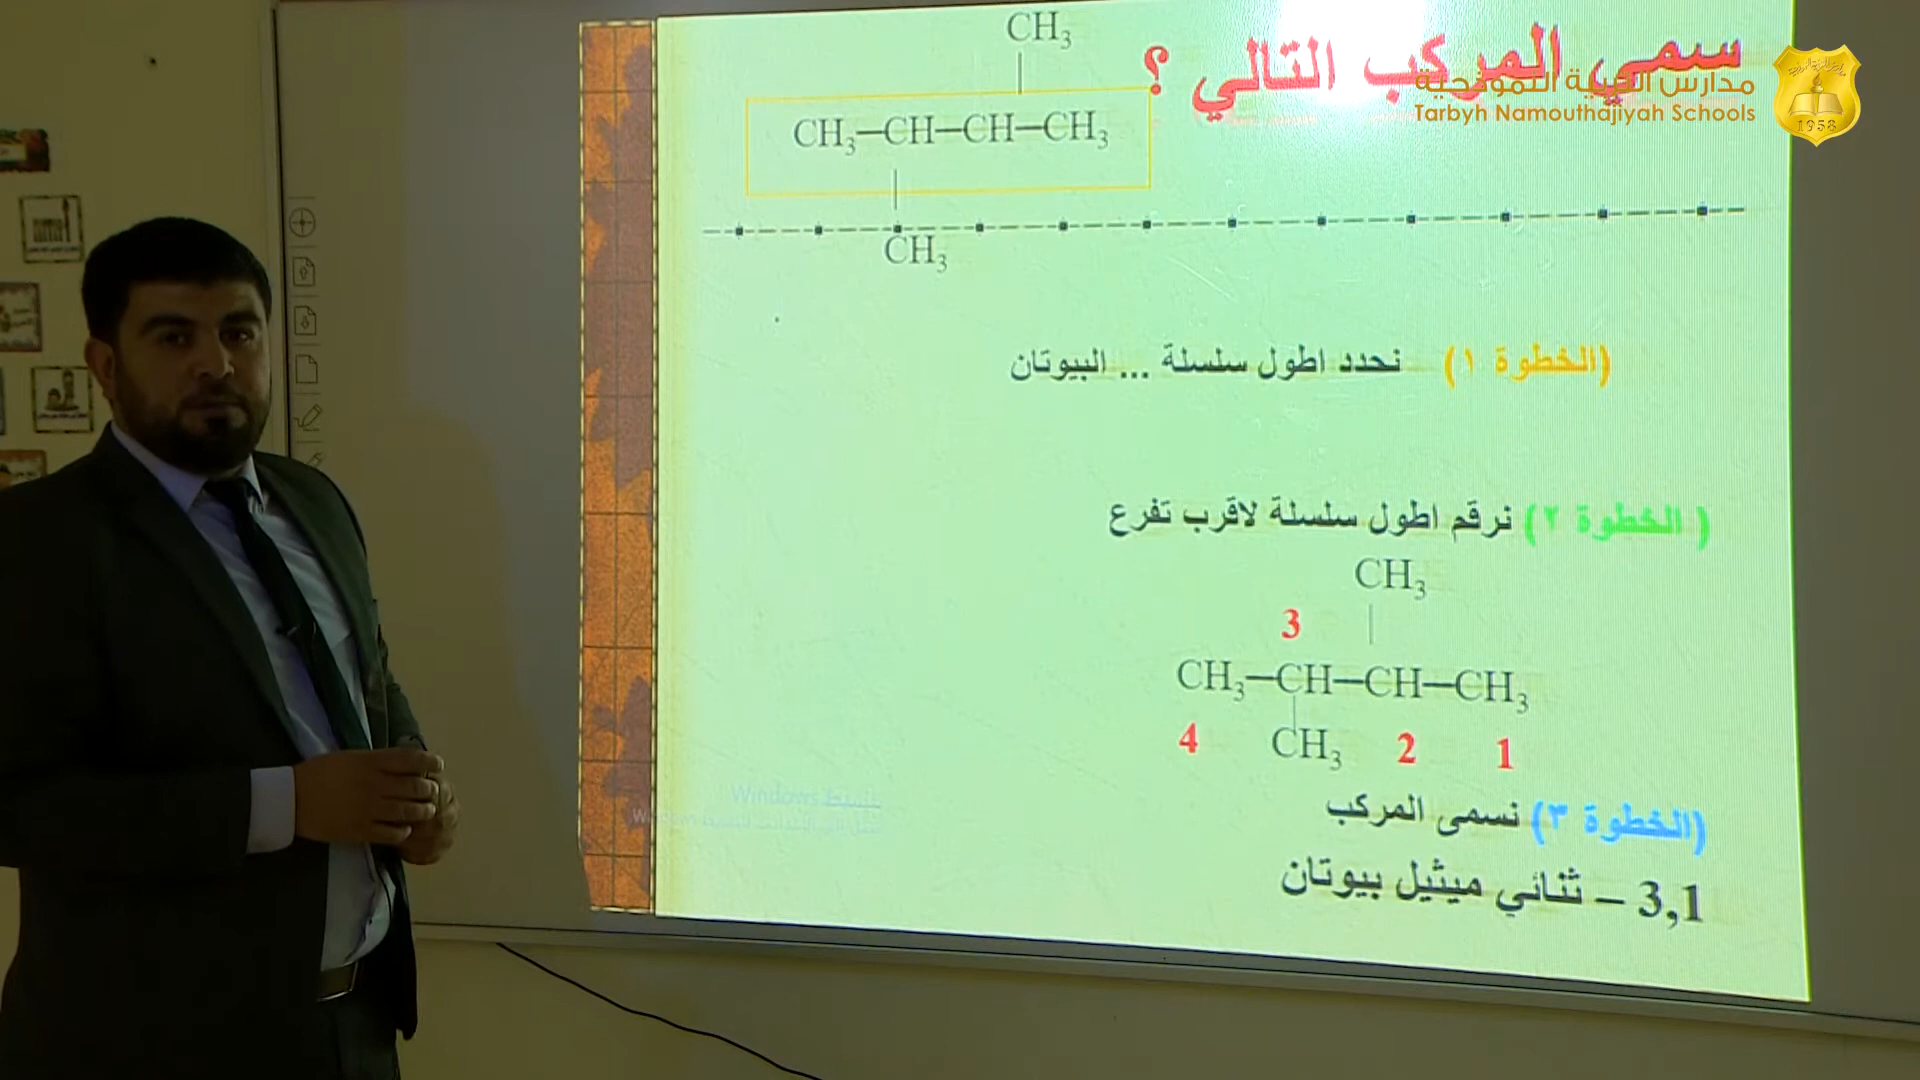 سمي المركب التالي ؟
مدارس التربية النموذجية
Tarbyh Namouthajiyah Schools
1958
CH3
CH3–CH–CH–CH3
CH3
(الخطوة ١) نحدد اطول سلسلة ... البيوتان
( الخطوة ٢) نرقم اطول سلسلة لاقرب تفرع
CH3
3
CH3–CH–CH–CH3
4 CH3 2 1
(الخطوة ٣) نسمى المركب
3,1 – ثنائي ميثيل بيوتان
تنشيط Windows